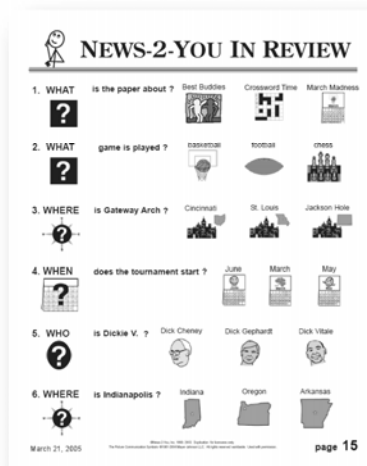 NEWS-2-YOU IN REVIEW
1. WHAT is the paper about ? Best Buddies Crossword Time March Madness
2. WHAT game is played ? basketball football chess
3. WHERE is Gateway Arch ? Cincinnati St. Louis Jackson Hole
4. WHEN does the tournament start ? June March May
5. WHO is Dickie V. ? Dick Cheney Dick Gephardt Dick Vitale
6. WHERE is Indianapolis ? Indiana Oregon Arkansas
March 21, 2005
page 15